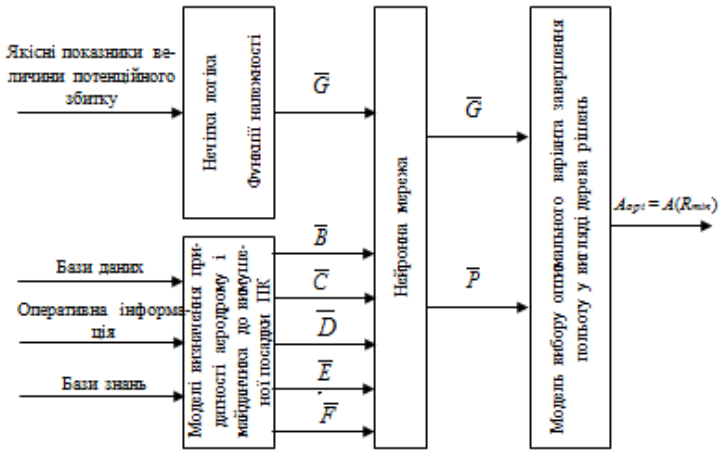 Якісні показники ве-
личини потенційного
збитку
Нечітка логіка
Функції належності
G̅
Бази даних
Оперативна інформа-
ція
Бази знань
Моделі визначення при-
датності аеродрому і
майданчика до вимуше-
ної посадки ПК
B̅
C̅
D̅
E̅
F̅
Нейронна мережа
G̅
P̅
Модель вибору оптимального варіанта завершення
польоту у вигляді дерева рішень
Aopt = A(Rmin)